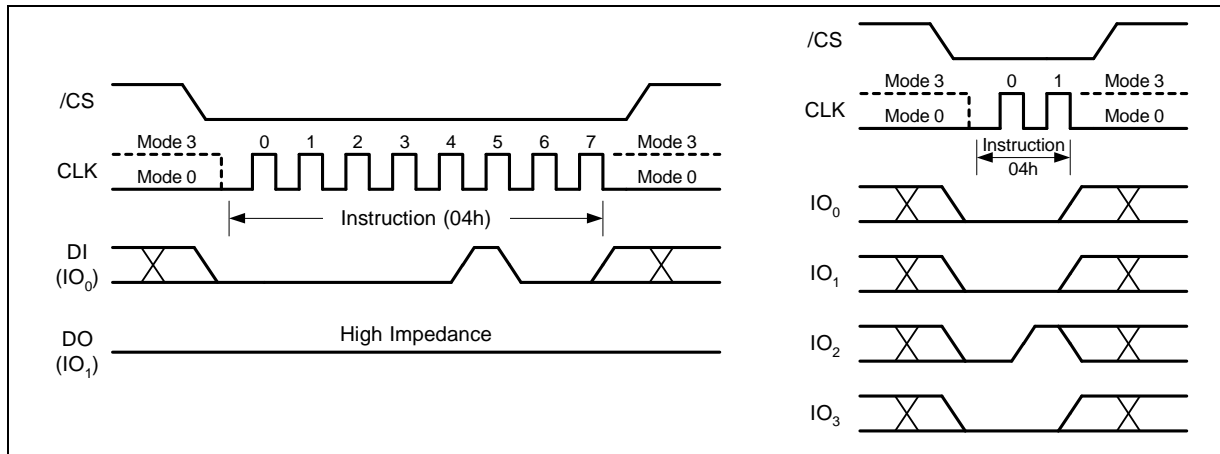 /CS
Mode 3 0 1 2 3 4 5 6 7 Mode 3
CLK
Mode 0 Mode 0
Instruction (04h)
DI
(IO0)
High Impedance
DO
(IO1)
/CS
Mode 3 0 1 Mode 3
CLK
Mode 0 Mode 0
Instruction
04h
IO0
IO1
IO2
IO3